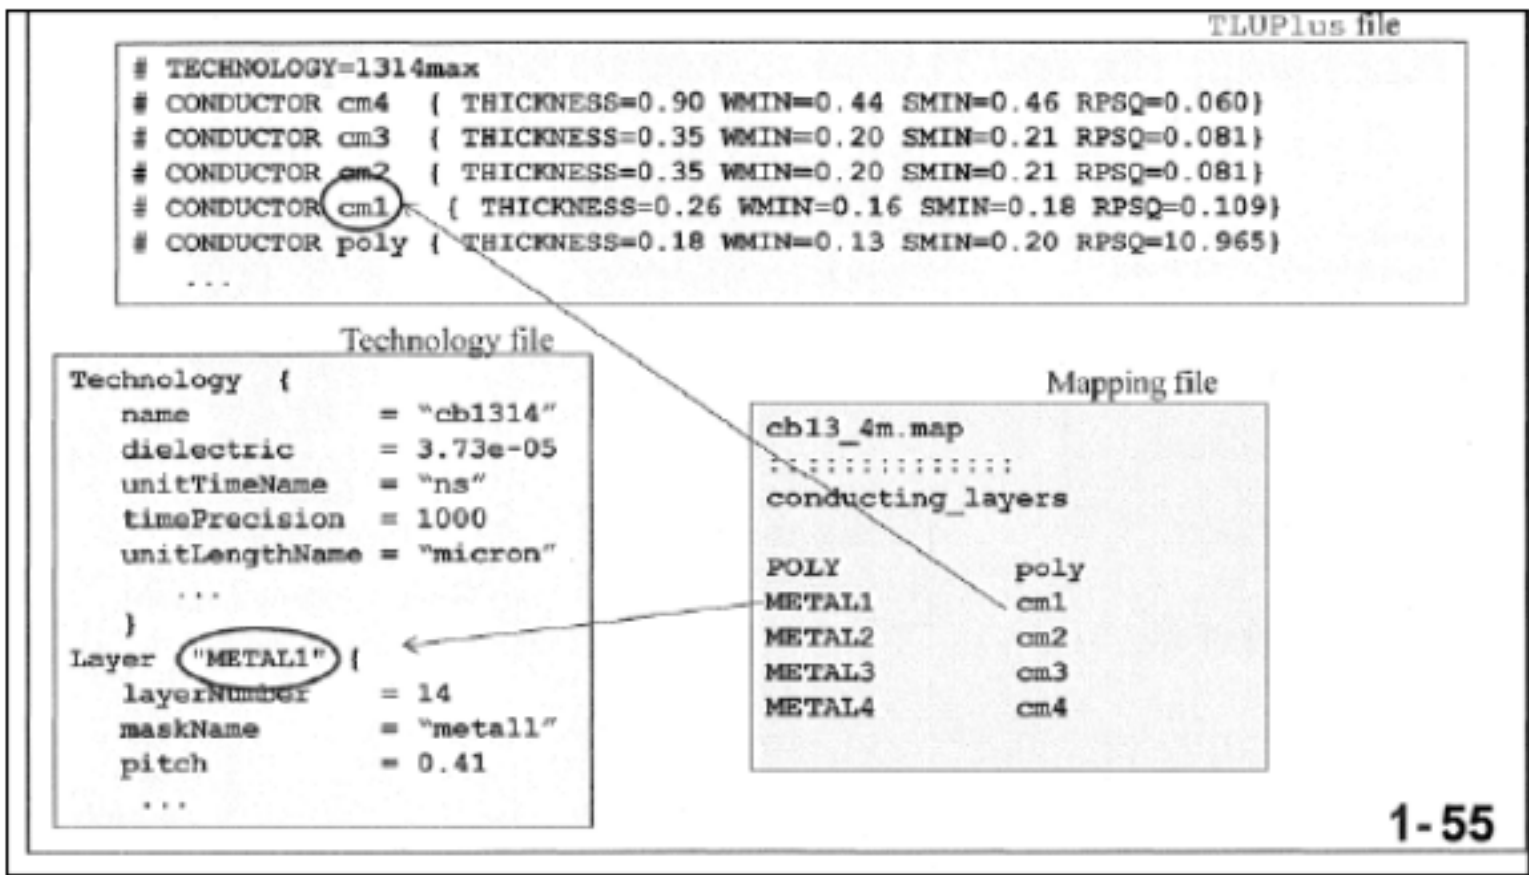 TLUPlus file
# TECHNOLOGY=1314max
# CONDUCTOR cm4 { THICKNESS=0.90 WMIN=0.44 SMIN=0.46 RPSQ=0.060}
# CONDUCTOR cm3 { THICKNESS=0.35 WMIN=0.20 SMIN=0.21 RPSQ=0.081}
# CONDUCTOR cm2 { THICKNESS=0.35 WMIN=0.20 SMIN=0.21 RPSQ=0.081}
# CONDUCTOR cm1 { THICKNESS=0.26 WMIN=0.16 SMIN=0.18 RPSQ=0.109}
# CONDUCTOR poly { THICKNESS=0.18 WMIN=0.13 SMIN=0.20 RPSQ=10.965}
...
Technology file
Technology {
name = "cb1314"
dielectric = 3.73e-05
unitTimeName = "ns"
timePrecision = 1000
unitLengthName = "micron"
...
}
Layer "METAL1" {
layerNumber = 14
maskName = "metal1"
pitch = 0.41
...
Mapping file
cb13_4m.map
:::::::::::::
conducting_layers
POLY poly
METAL1 cm1
METAL2 cm2
METAL3 cm3
METAL4 cm4
1-55